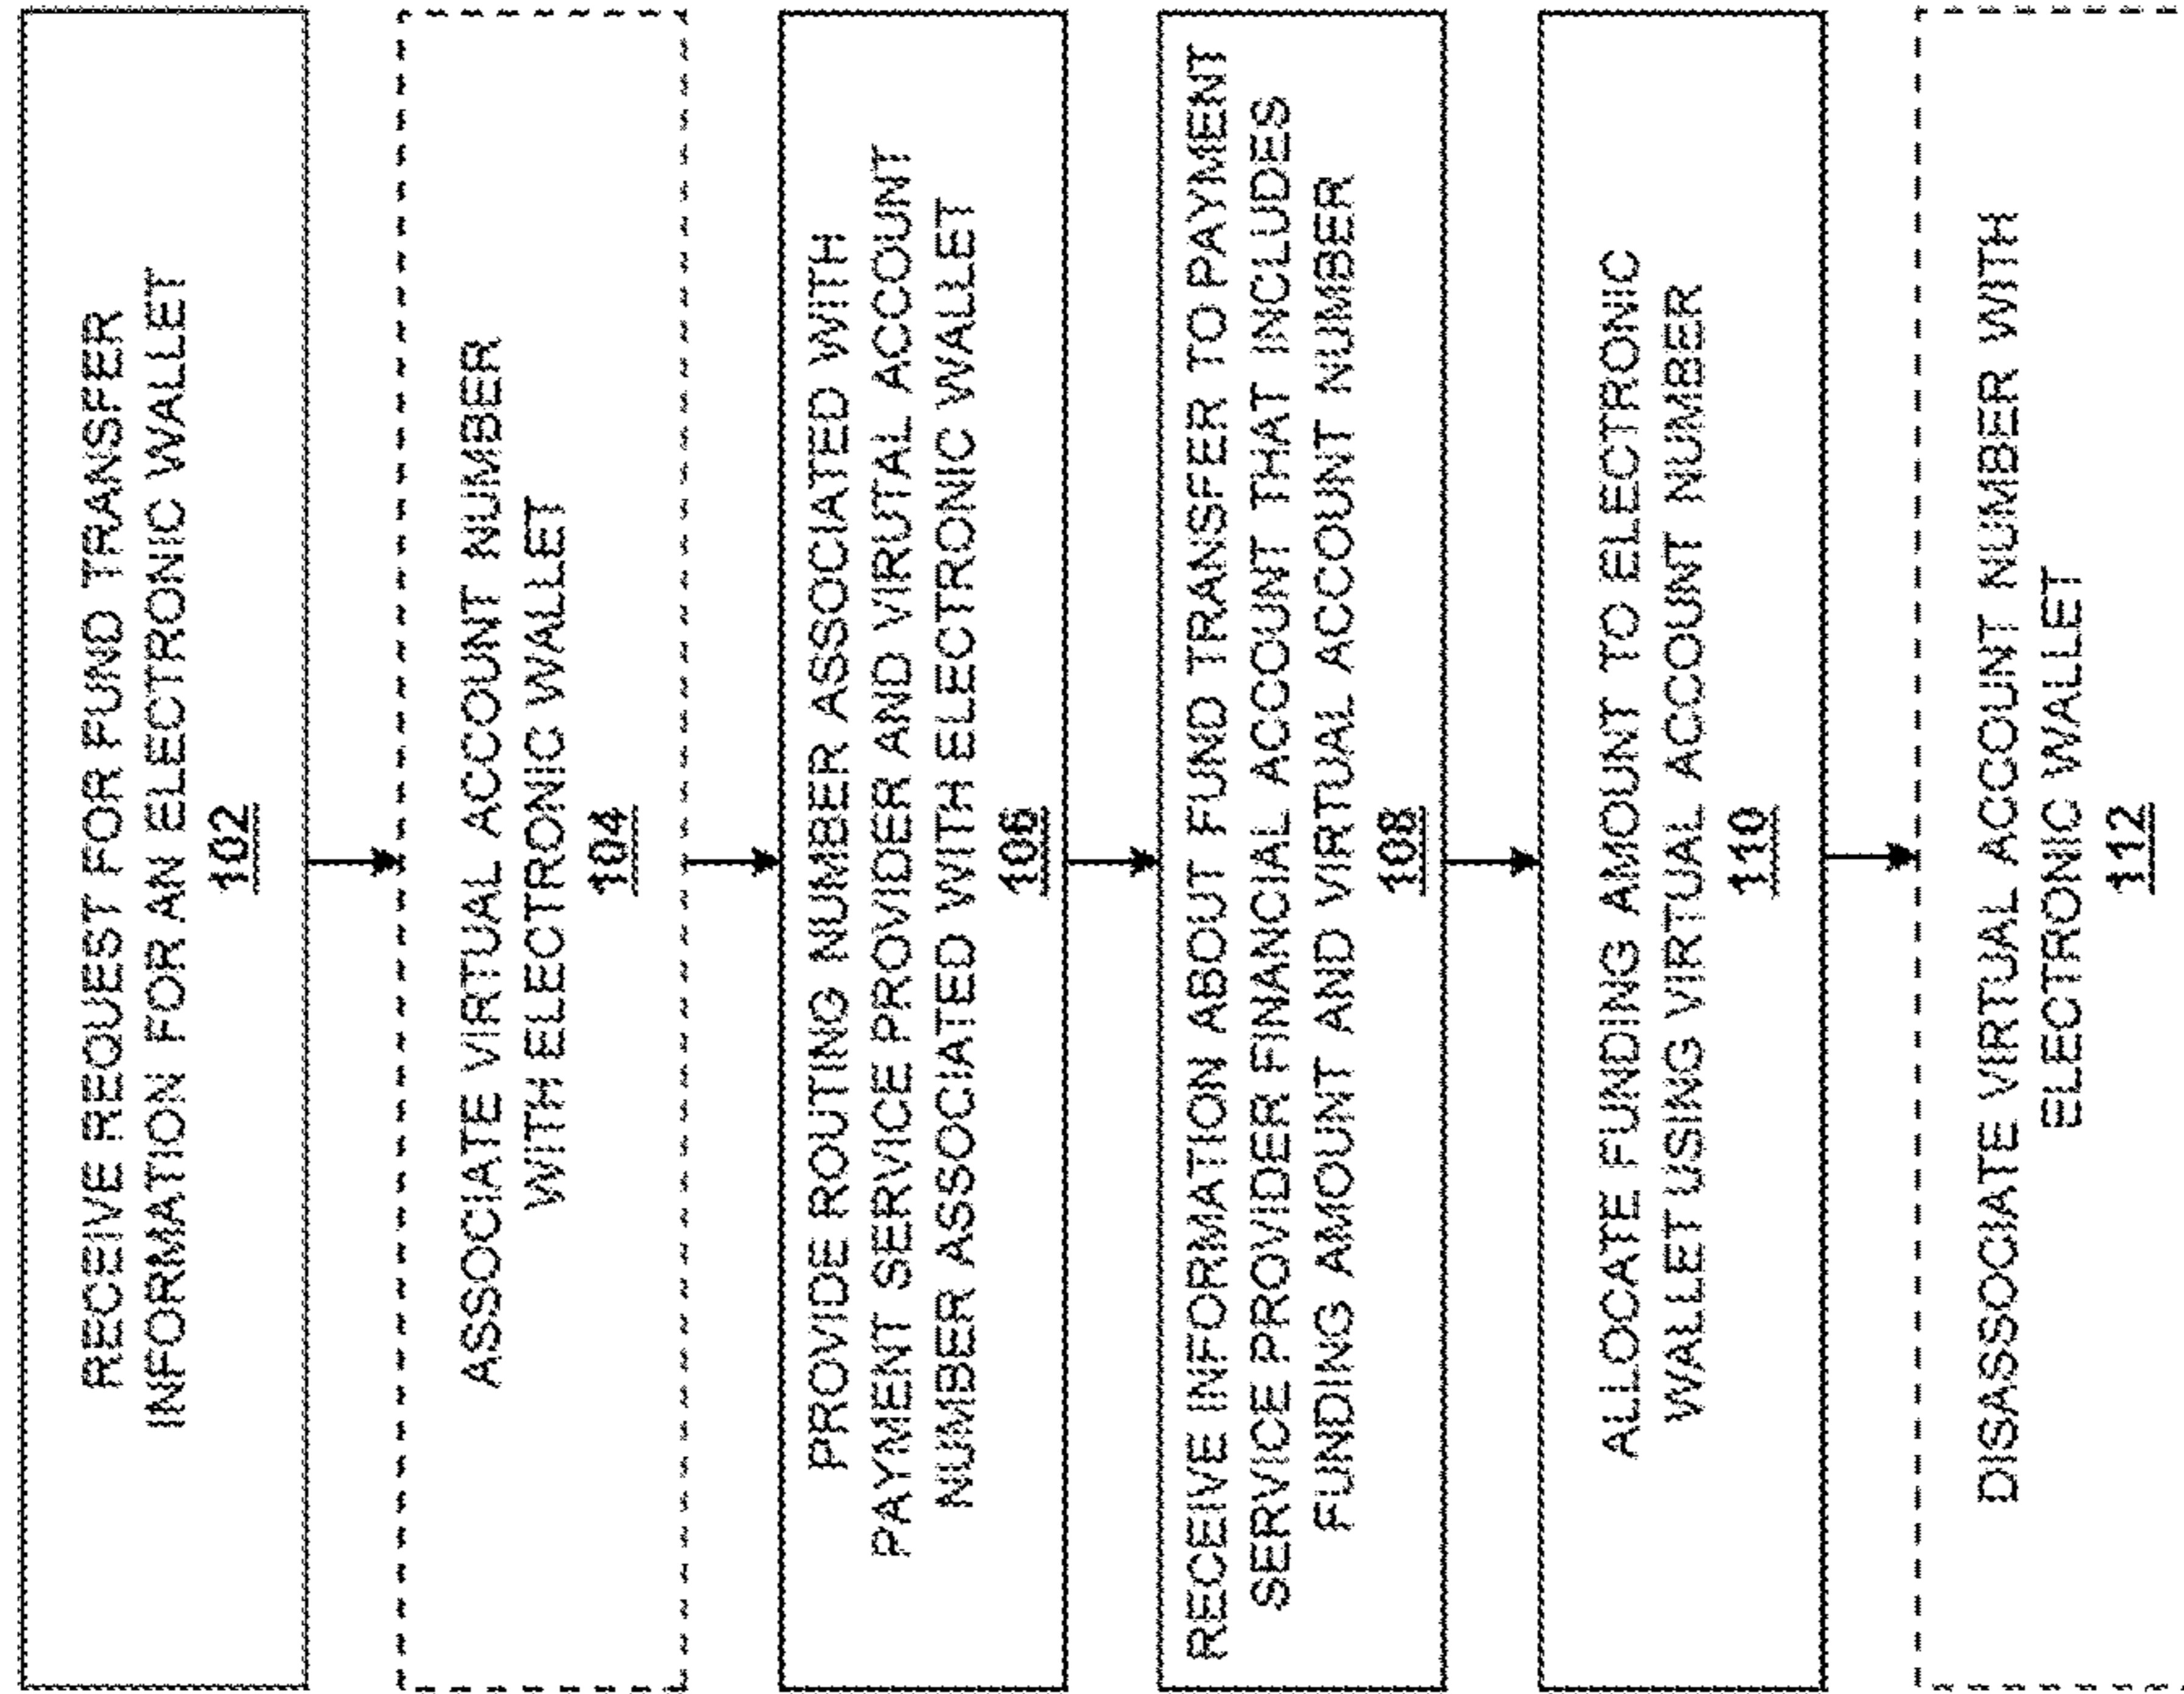 RECEIVE REQUEST FOR FUND TRANSFER
INFORMATION FOR AN ELECTRONIC WALLET
102
ASSOCIATE VIRTUAL ACCOUNT NUMBER
WITH ELECTRONIC WALLET
104
PROVIDE ROUTING NUMBER ASSOCIATED WITH
PAYMENT SERVICE PROVIDER AND VIRUTAL ACCOUNT
NUMBER ASSOCIATED WITH ELECTRONIC WALLET
106
RECEIVE INFORMATION ABOUT FUND TRANSFER TO PAYMENT
SERVICE PROVIDER FINANCIAL ACCOUNT THAT INCLUDES
FUNDING AMOUNT AND VIRTUAL ACCOUNT NUMBER
108
ALLOCATE FUNDING AMOUNT TO ELECTRONIC
WALLET USING VIRTUAL ACCOUNT NUMBER
110
DISASSOCIATE VIRTUAL ACCOUNT NUMBER WITH
ELECTRONIC WALLET
112